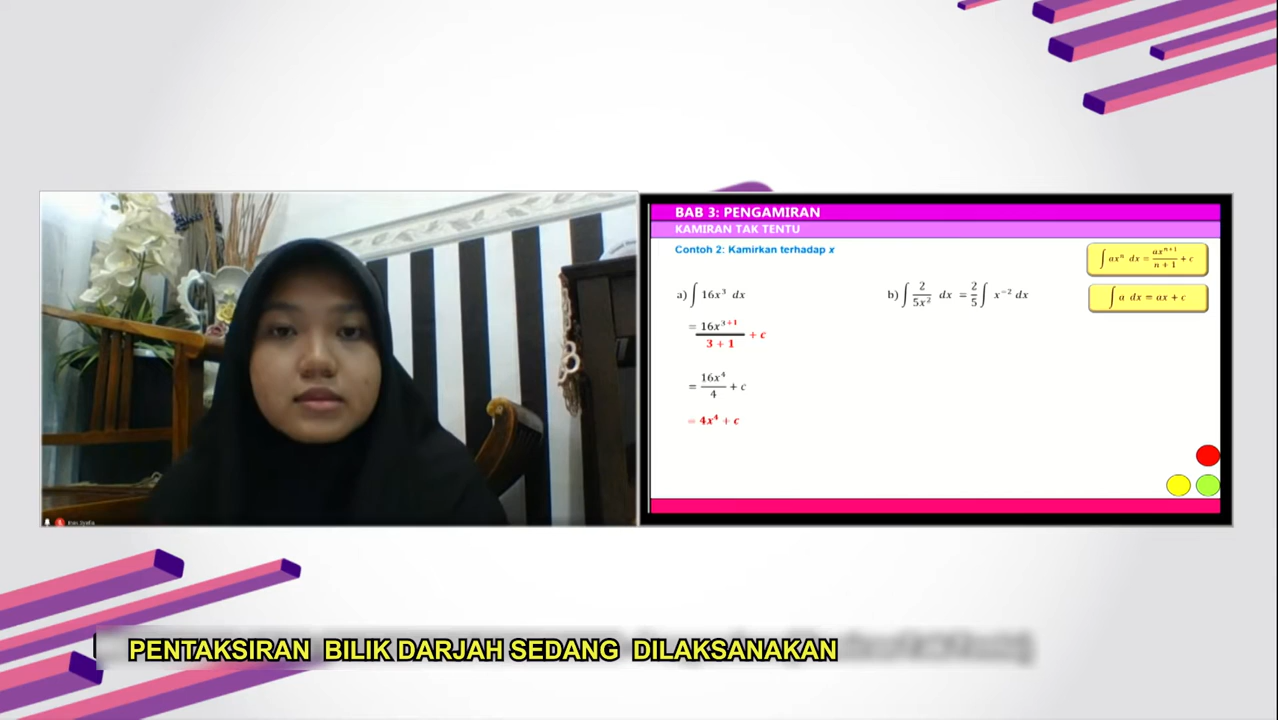 BAB 3: PENGAMIRAN
KAMIRAN TAK TENTU
Contoh 2: Kamirkan terhadap x
∫ axⁿ dx = axⁿ⁺¹/(n + 1) + c
∫ a dx = ax + c
a) ∫ 16x³ dx
= 16x³⁺¹/(3 + 1) + c
= 16x⁴/4 + c
= 4x⁴ + c
b) ∫ 2/(5x²) dx = 2/5 ∫ x⁻² dx
PENTAKSIRAN BILIK DARJAH SEDANG DILAKSANAKAN